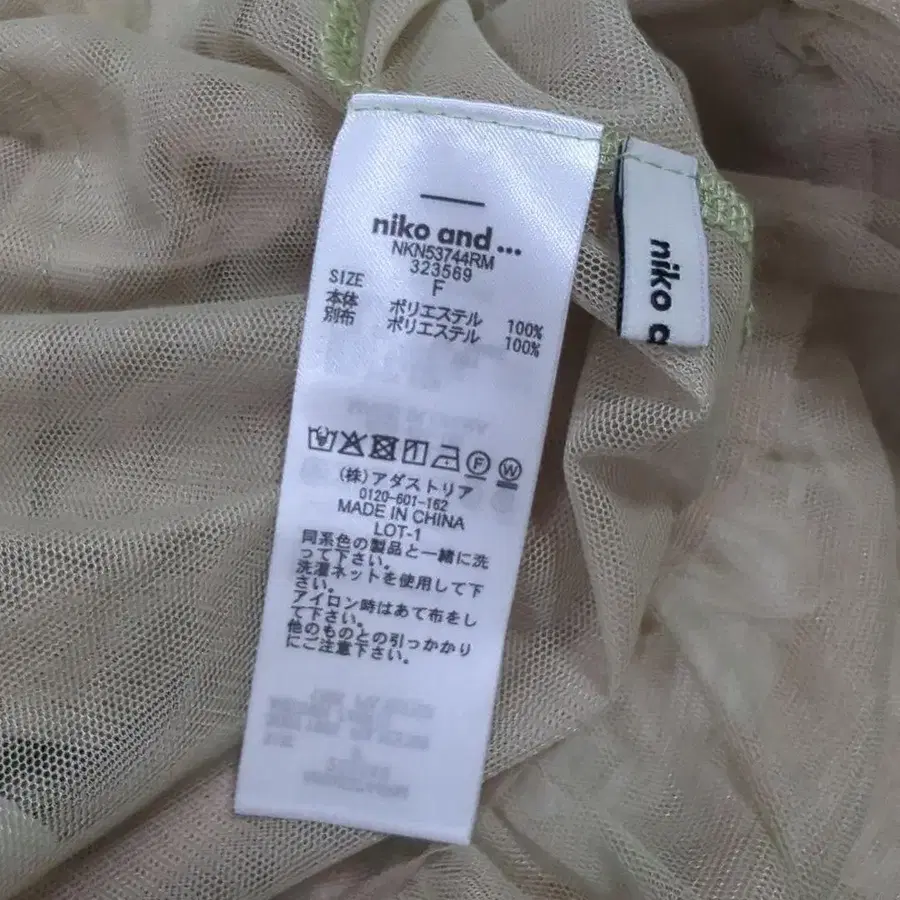 niko and ...
NKN53744RM
323569
SIZE F
本体 ポリエステル 100%
別布 ポリエステル 100%
F W
(株)アダストリア
0120-601-162
MADE IN CHINA
LOT-1
同系色の製品と一緒に洗
って下さい。
洗濯ネットを使用して下
さい。
アイロン時はあて布をし
て下さい。
他のものとの引っかかり
にご注意下さい。
niko a